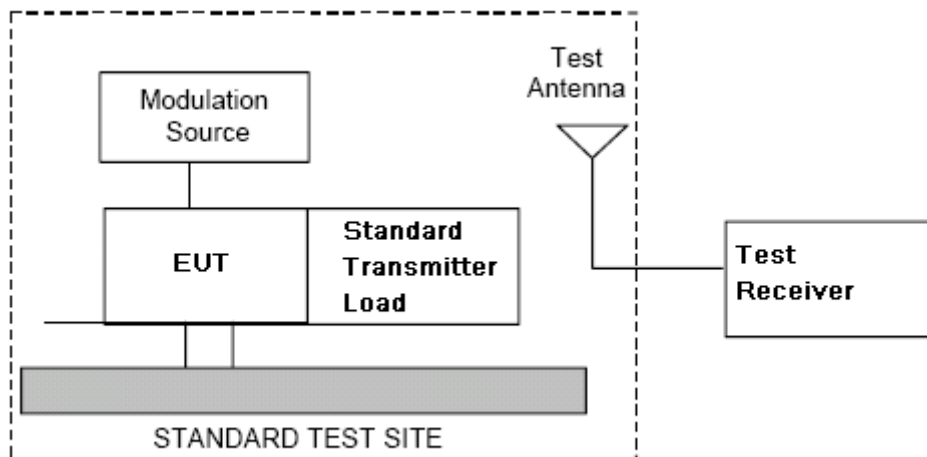 Test
Antenna
Modulation
Source
EUT
Standard
Transmitter
Load
Test
Receiver
STANDARD TEST SITE